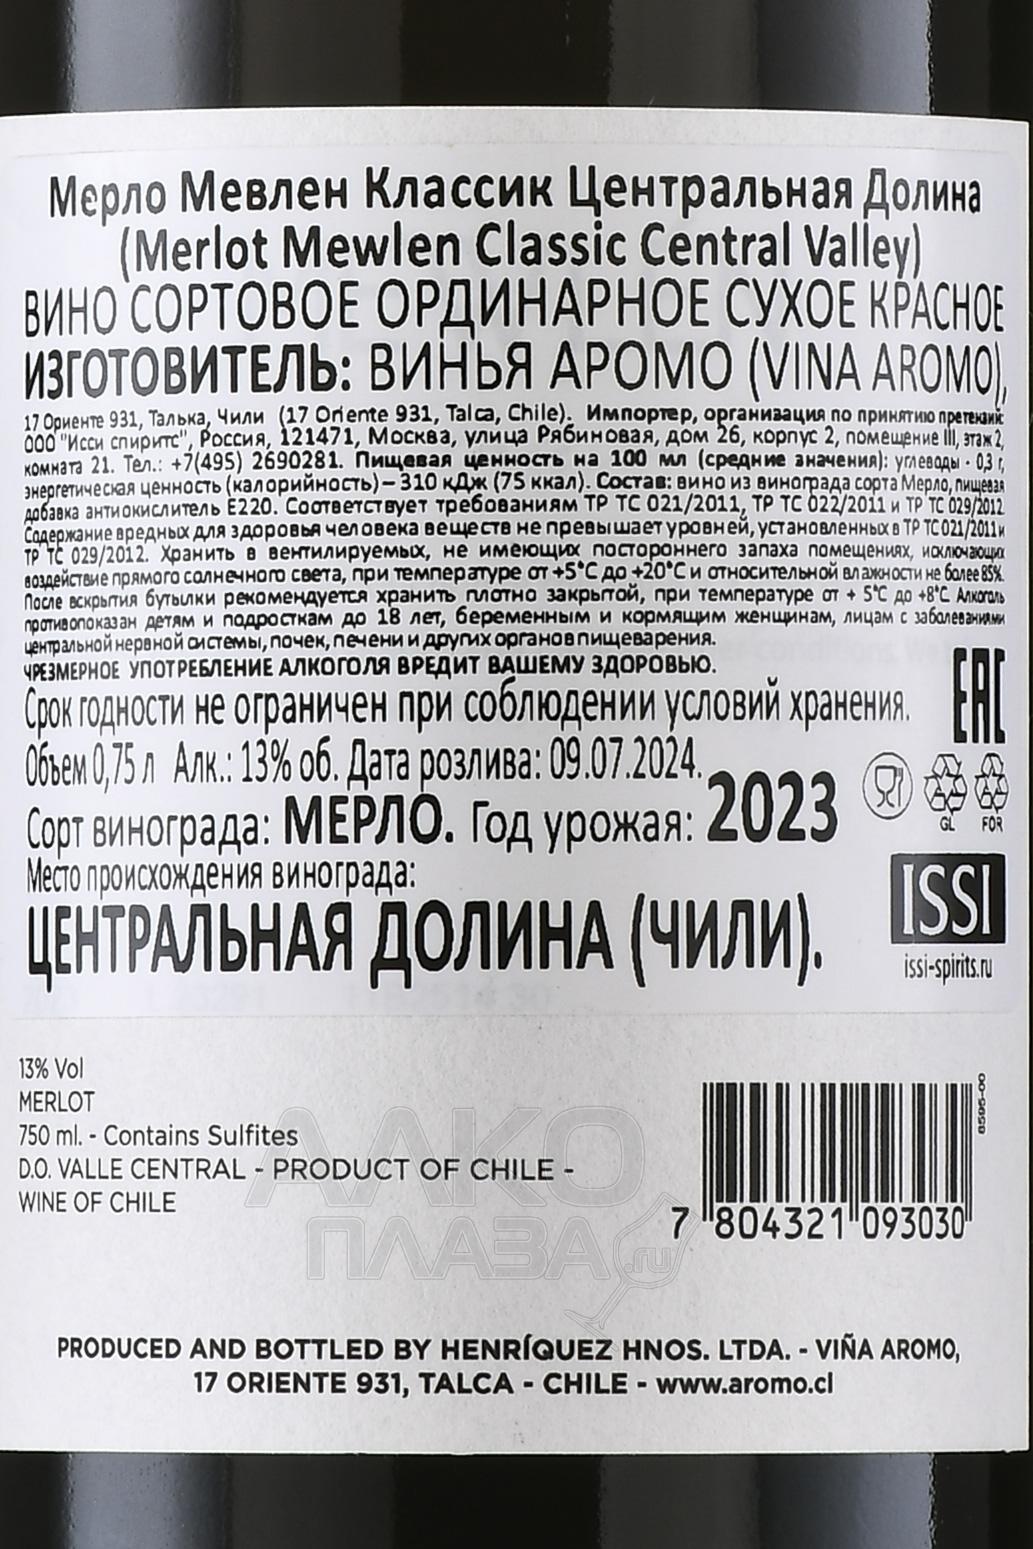 Мерло Мевлен Классик Центральная Долина
(Merlot Mewlen Classic Central Valley)
ВИНО СОРТОВОЕ ОРДИНАРНОЕ СУХОЕ КРАСНОЕ
ИЗГОТОВИТЕЛЬ: ВИНЬЯ АРОМО (VINA AROMO),
17 Ориенте 931, Талька, Чили (17 Oriente 931, Talca, Chile). Импортер, организация по принятию претензий:
ООО "Исси спиритс", Россия, 121471, Москва, улица Рябиновая, дом 26, корпус 2, помещение III, этаж 2,
комната 21. Тел.: +7(495) 2690281. Пищевая ценность на 100 мл (средние значения): углеводы - 0,3 г,
энергетическая ценность (калорийность) – 310 кДж (75 ккал). Состав: вино из винограда сорта Мерло, пищевая
добавка антиокислитель Е220. Соответствует требованиям ТР ТС 021/2011, ТР ТС 022/2011 и ТР ТС 029/2012.
Содержание вредных для здоровья человека веществ не превышает уровней, установленных в ТР ТС 021/2011 и
ТР ТС 029/2012. Хранить в вентилируемых, не имеющих постороннего запаха помещениях, исключающих
воздействие прямого солнечного света, при температуре от +5°С до +20°С и относительной влажности не более 85%.
После вскрытия бутылки рекомендуется хранить плотно закрытой, при температуре от + 5°С до +8°С. Алкоголь
противопоказан детям и подросткам до 18 лет, беременным и кормящим женщинам, лицам с заболеваниями
центральной нервной системы, почек, печени и других органов пищеварения.
ЧРЕЗМЕРНОЕ УПОТРЕБЛЕНИЕ АЛКОГОЛЯ ВРЕДИТ ВАШЕМУ ЗДОРОВЬЮ.
EAC
Срок годности не ограничен при соблюдении условий хранения.
Объем 0,75 л Алк.: 13% об. Дата розлива: 09.07.2024.
Сорт винограда: МЕРЛО. Год урожая: 2023
GL FOR
Место происхождения винограда:
ЦЕНТРАЛЬНАЯ ДОЛИНА (ЧИЛИ).
ISSI
issi-spirits.ru
13% Vol
MERLOT
750 ml. - Contains Sulfites
D.O. VALLE CENTRAL - PRODUCT OF CHILE -
WINE OF CHILE
8595-00
7 804321 093030
АЛКО
ПЛАЗА.ru
PRODUCED AND BOTTLED BY HENRÍQUEZ HNOS. LTDA. - VIÑA AROMO,
17 ORIENTE 931, TALCA - CHILE - www.aromo.cl